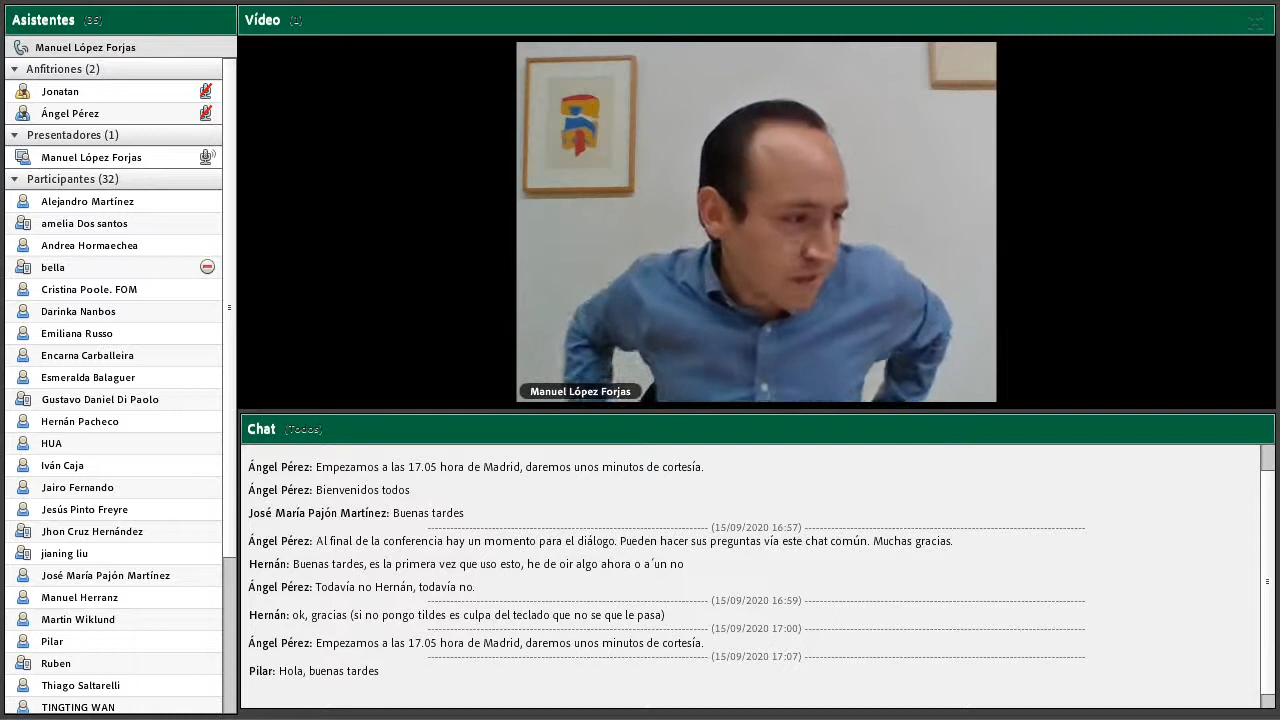 Asistentes (35)
Manuel López Forjas
Anfitriones (2)
Jonatan
Ángel Pérez
Presentadores (1)
Manuel López Forjas
Participantes (32)
Alejandro Martínez
amelia Dos santos
Andrea Hormaechea
bella
Cristina Poole. FOM
Darinka Nanbos
Emiliana Russo
Encarna Carballeira
Esmeralda Balaguer
Gustavo Daniel Di Paolo
Hernán Pacheco
HUA
Iván Caja
Jairo Fernando
Jesús Pinto Freyre
Jhon Cruz Hernández
jianing liu
José María Pajón Martínez
Manuel Herranz
Martin Wiklund
Pilar
Ruben
Thiago Saltarelli
TINGTING WAN
Vídeo (1)
Manuel López Forjas
Chat (Todos)
Ángel Pérez: Empezamos a las 17.05 hora de Madrid, daremos unos minutos de cortesía.
Ángel Pérez: Bienvenidos todos
José María Pajón Martínez: Buenas tardes
(15/09/2020 16:57)
Ángel Pérez: Al final de la conferencia hay un momento para el diálogo. Pueden hacer sus preguntas vía este chat común. Muchas gracias.
Hernán: Buenas tardes, es la primera vez que uso esto, he de oir algo ahora o a´un no
Ángel Pérez: Todavía no Hernán, todavía no.
(15/09/2020 16:59)
Hernán: ok, gracias (si no pongo tildes es culpa del teclado que no se que le pasa)
(15/09/2020 17:00)
Ángel Pérez: Empezamos a las 17.05 hora de Madrid, daremos unos minutos de cortesía.
(15/09/2020 17:07)
Pilar: Hola, buenas tardes